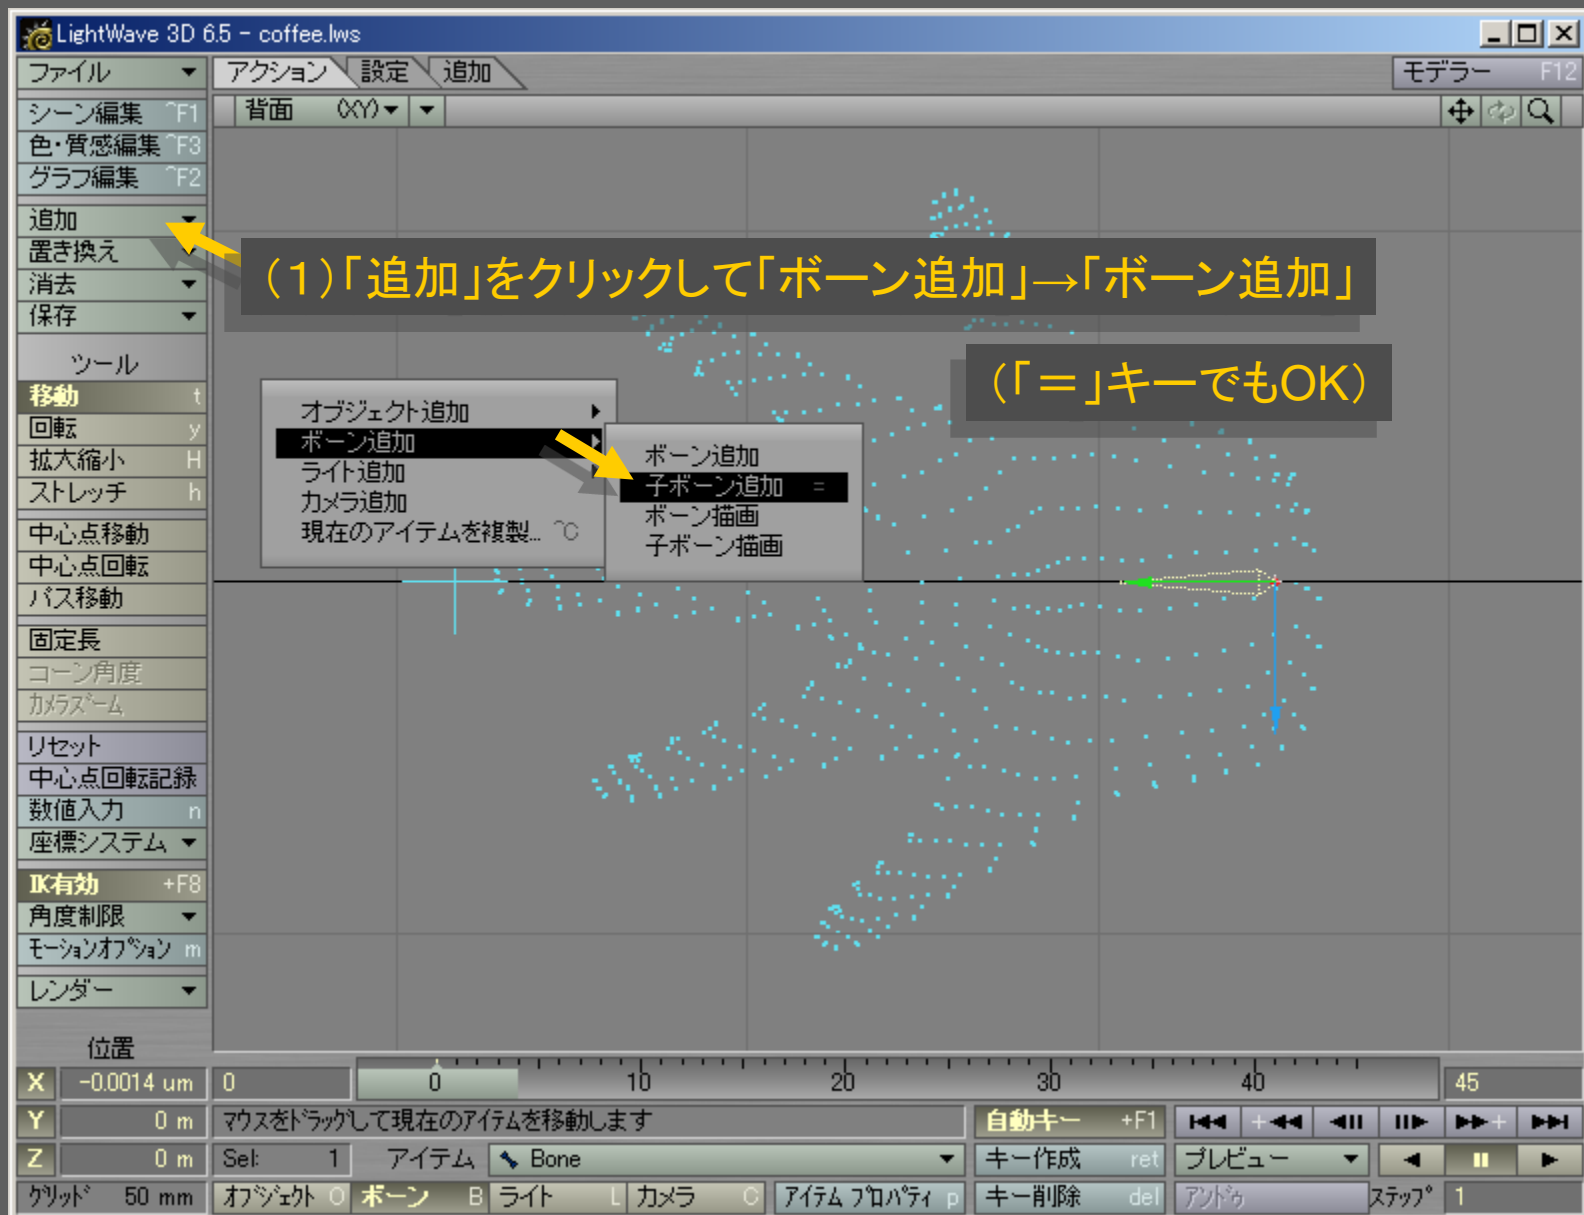 LightWave 3D 6.5 - coffee.lws
ファイル
アクション 設定 追加
モデラー F12
シーン編集 ^F1
背面 (XY)
色・質感編集 ^F3
グラフ編集 ^F2
追加
置き換え
消去
保存
(1)「追加」をクリックして「ボーン追加」→「ボーン追加」
(「=」キーでもOK)
ツール
移動 t
回転 y
拡大縮小 H
ストレッチ h
中心点移動
中心点回転
パス移動
固定長
コーン角度
カメラズーム
リセット
中心点回転記録
数値入力 n
座標システム
IK有効 +F8
角度制限
モーションオプション m
レンダー
オブジェクト追加
ボーン追加
ライト追加
カメラ追加
現在のアイテムを複製... ^C
ボーン追加
子ボーン追加 =
ボーン描画
子ボーン描画
位置
X -0.0014 um
0
0 10 20 30 40
45
Y 0 m
マウスをドラッグして現在のアイテムを移動します
自動キー +F1
Z 0 m
Sel: 1
アイテム Bone
キー作成 ret
プレビュー
グリッド 50 mm
オブジェクト O ボーン B ライト L カメラ C アイテム プロパティ p
キー削除 del
アンドゥ
ステップ 1